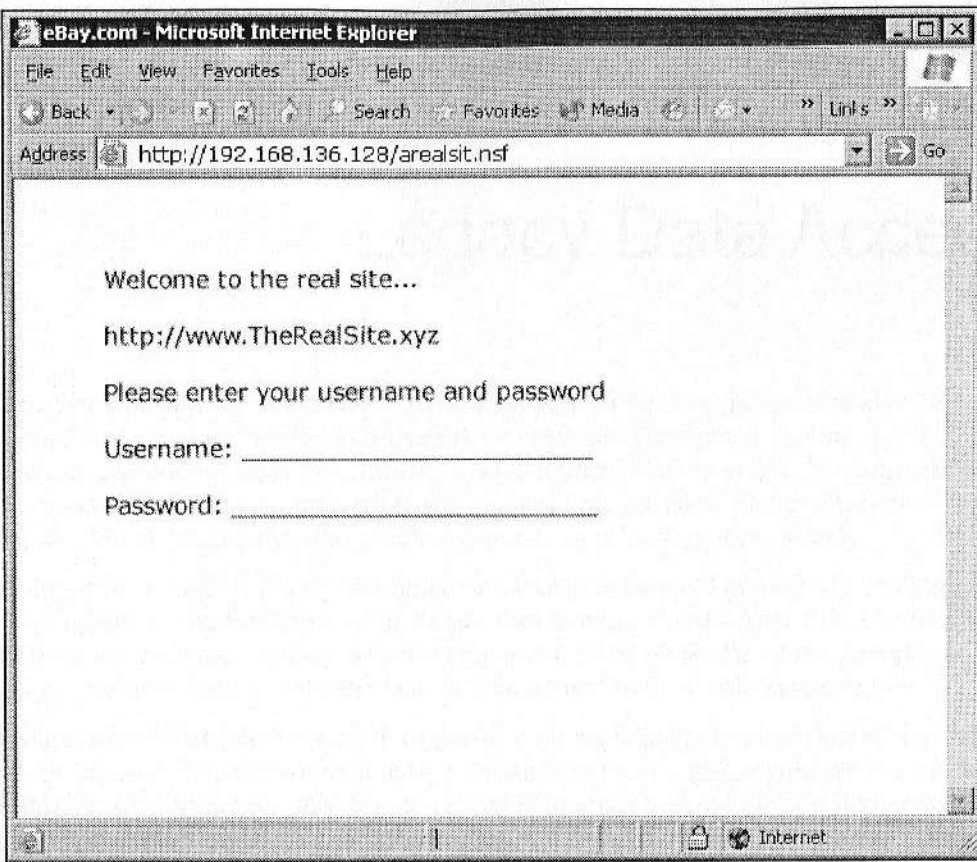 eBay.com - Microsoft Internet Explorer
File Edit View Favorites Tools Help
Back Search Favorites Media » Links »
Address http://192.168.136.128/arealsit.nsf Go
Welcome to the real site...
http://www.TheRealSite.xyz
Please enter your username and password
Username:
Password:
Internet